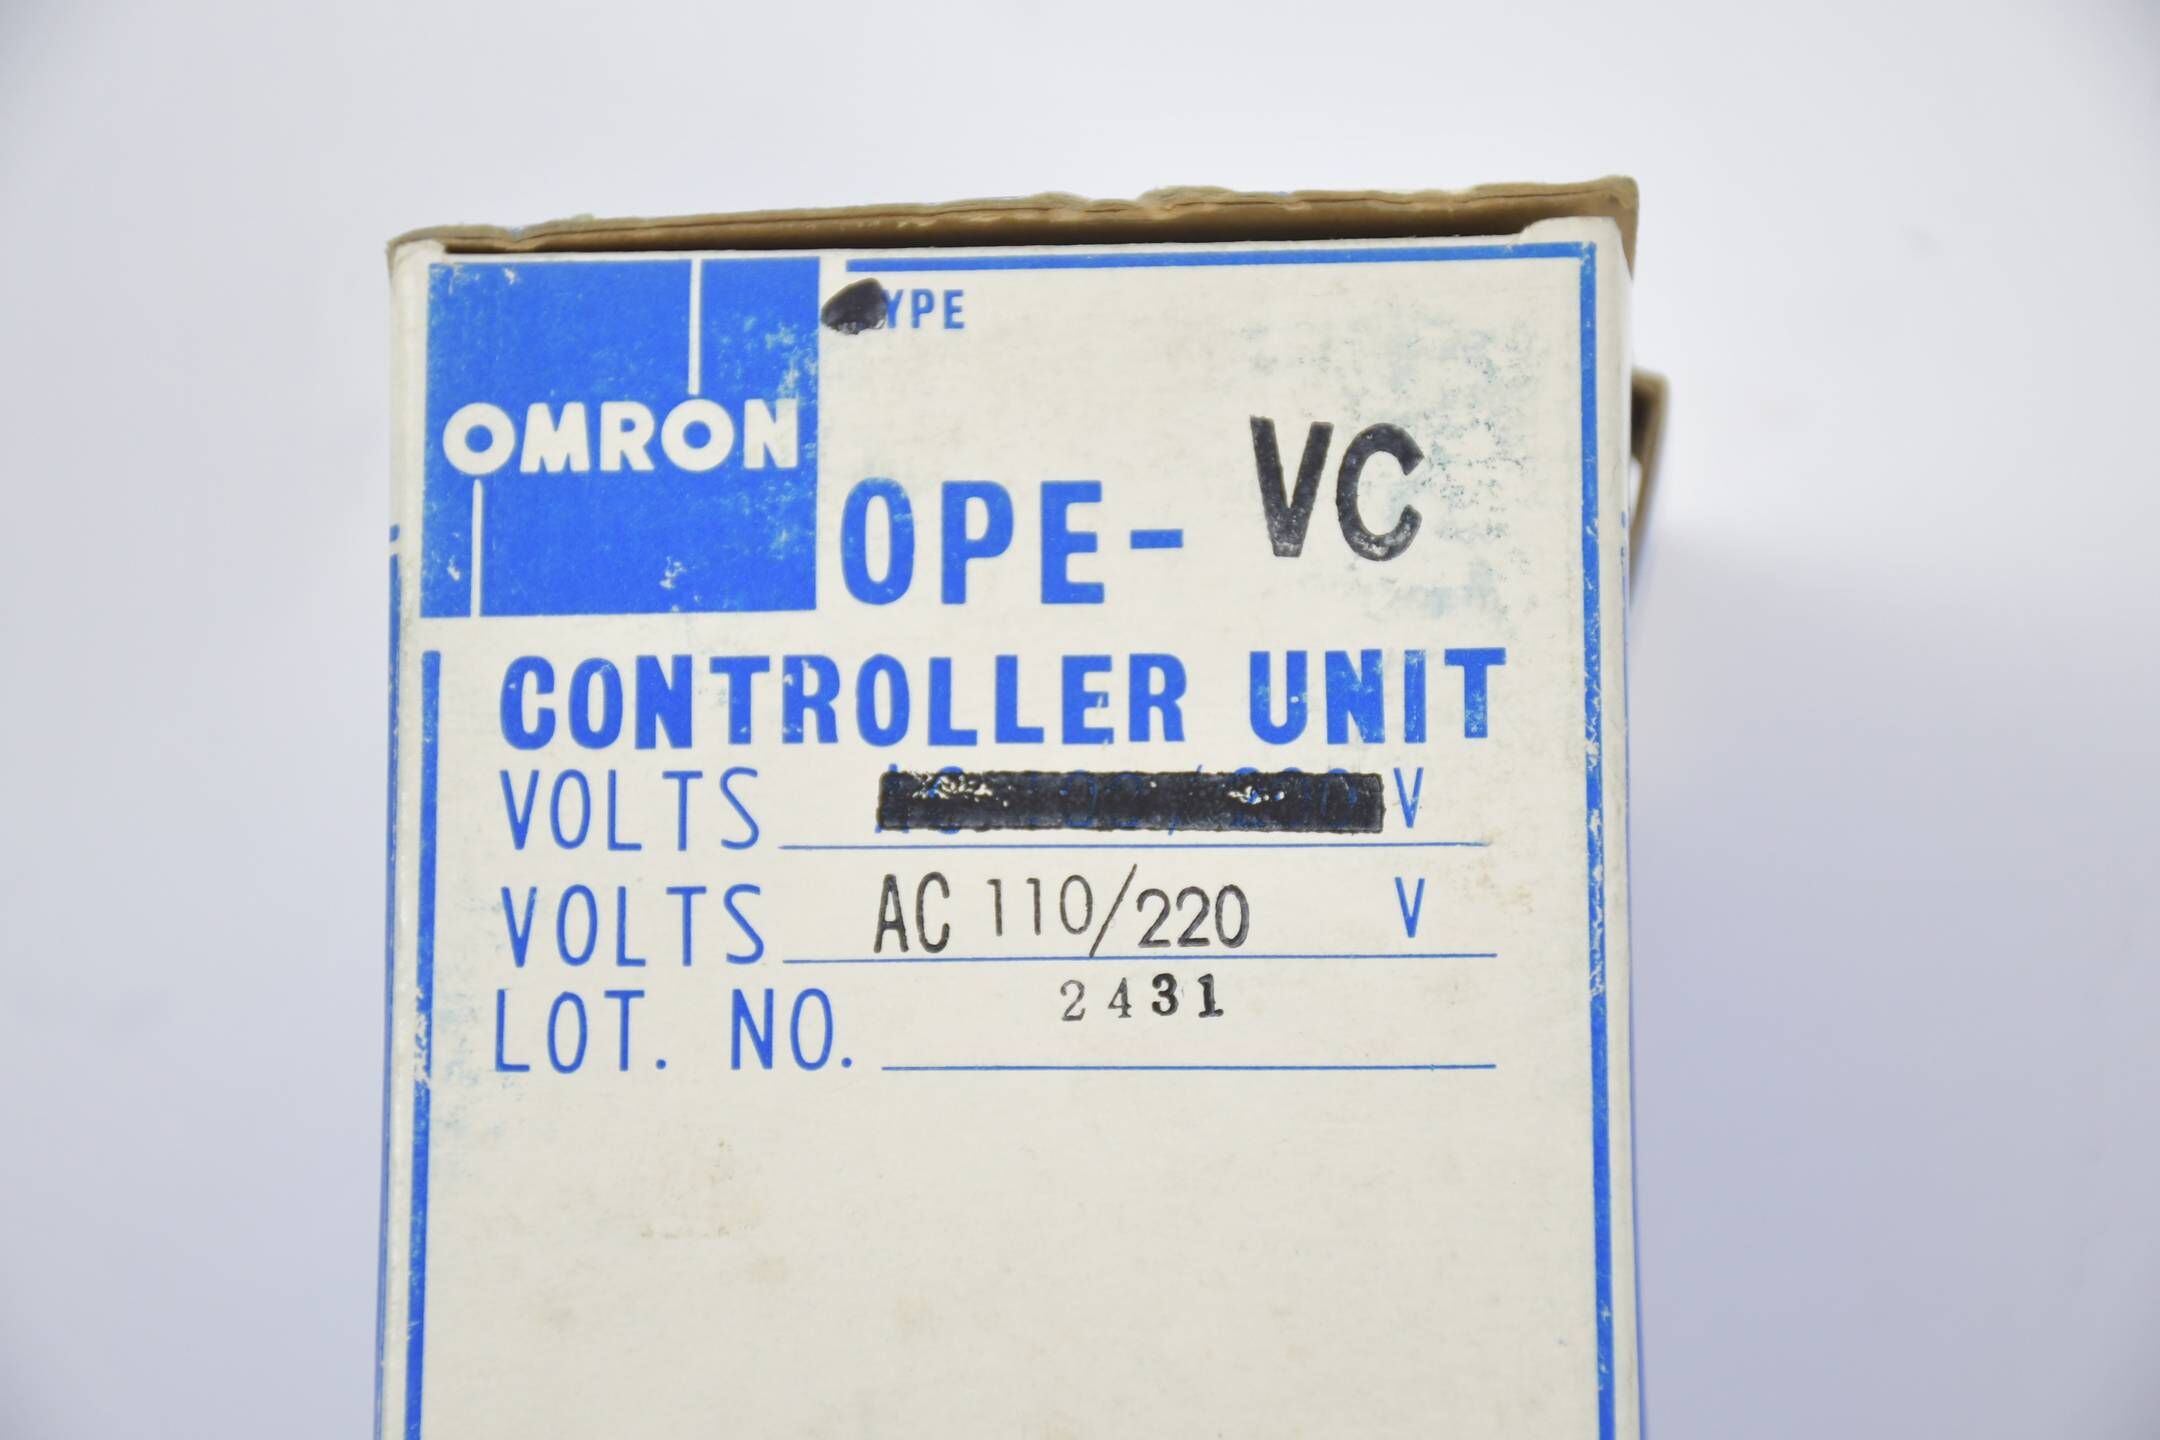 TYPE
OMRON
OPE-VC
CONTROLLER UNIT
VOLTS V
VOLTS AC 110/220 V
LOT. NO. 2431